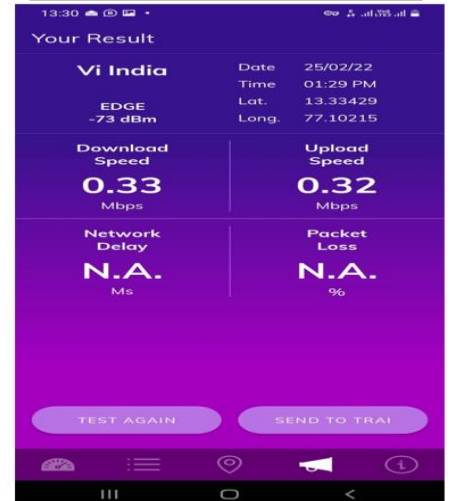 13:30
Your Result
Vi India
EDGE
-73 dBm
Date 25/02/22
Time 01:29 PM
Lat. 13.33429
Long. 77.10215
Download
Speed
0.33
Mbps
Upload
Speed
0.32
Mbps
Network
Delay
N.A.
Ms
Packet
Loss
N.A.
%
TEST AGAIN
SEND TO TRAI